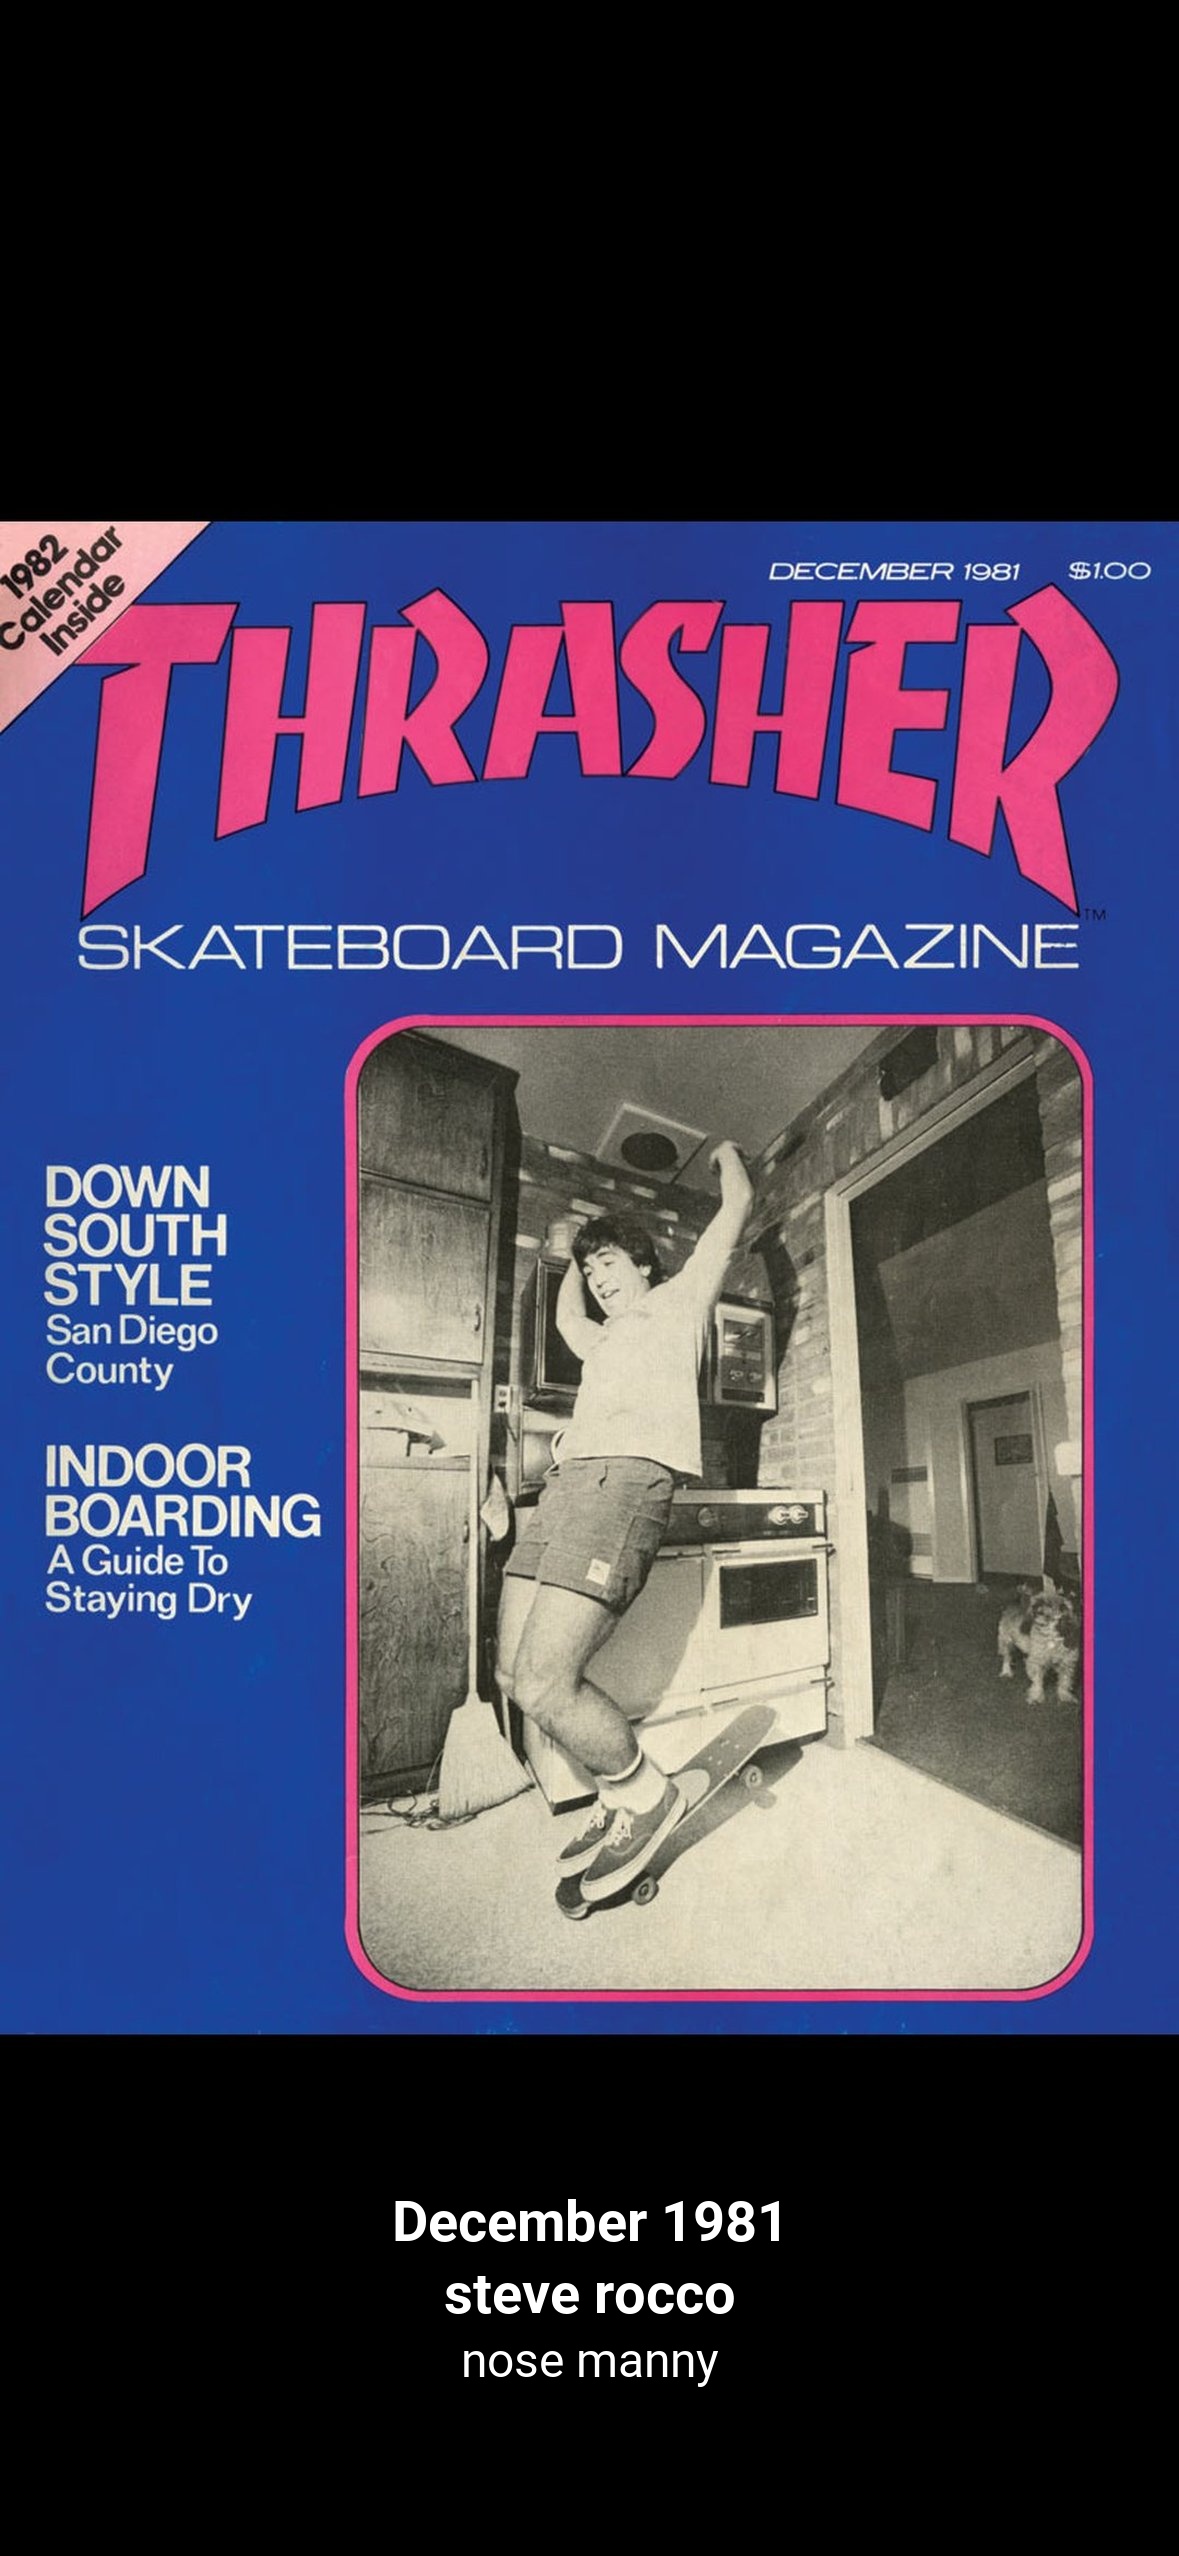 1982
Calendar
Inside
DECEMBER 1981 $1.00
THRASHER
TM
SKATEBOARD MAGAZINE
DOWN
SOUTH
STYLE
San Diego
County
INDOOR
BOARDING
A Guide To
Staying Dry
December 1981
steve rocco
nose manny